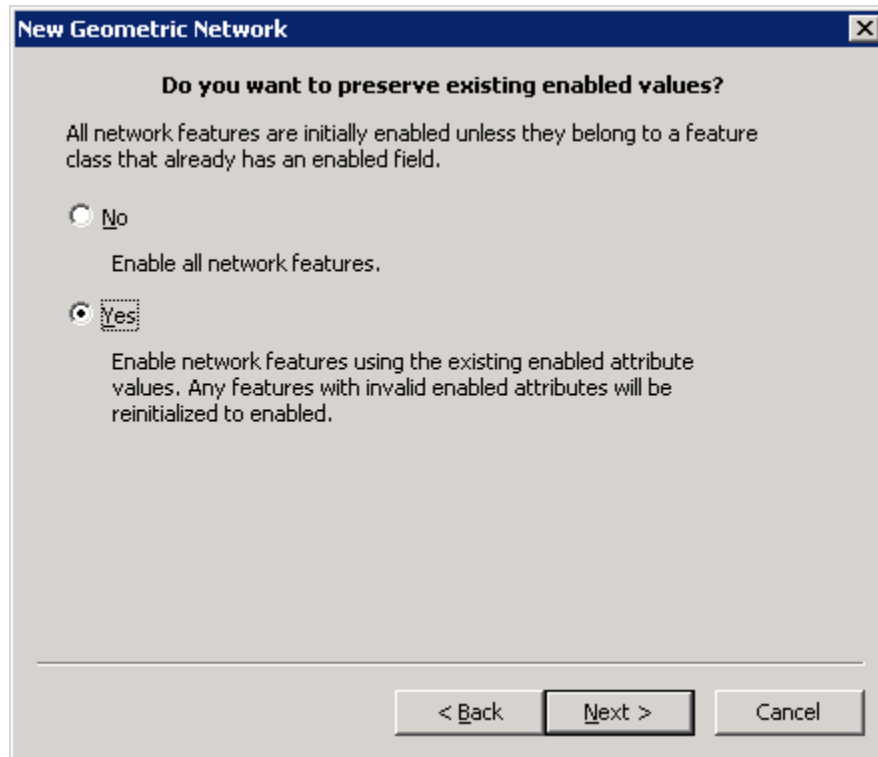 New Geometric Network
Do you want to preserve existing enabled values?
All network features are initially enabled unless they belong to a feature
class that already has an enabled field.
No
Enable all network features.
Yes
Enable network features using the existing enabled attribute
values. Any features with invalid enabled attributes will be
reinitialized to enabled.
< Back
Next >
Cancel